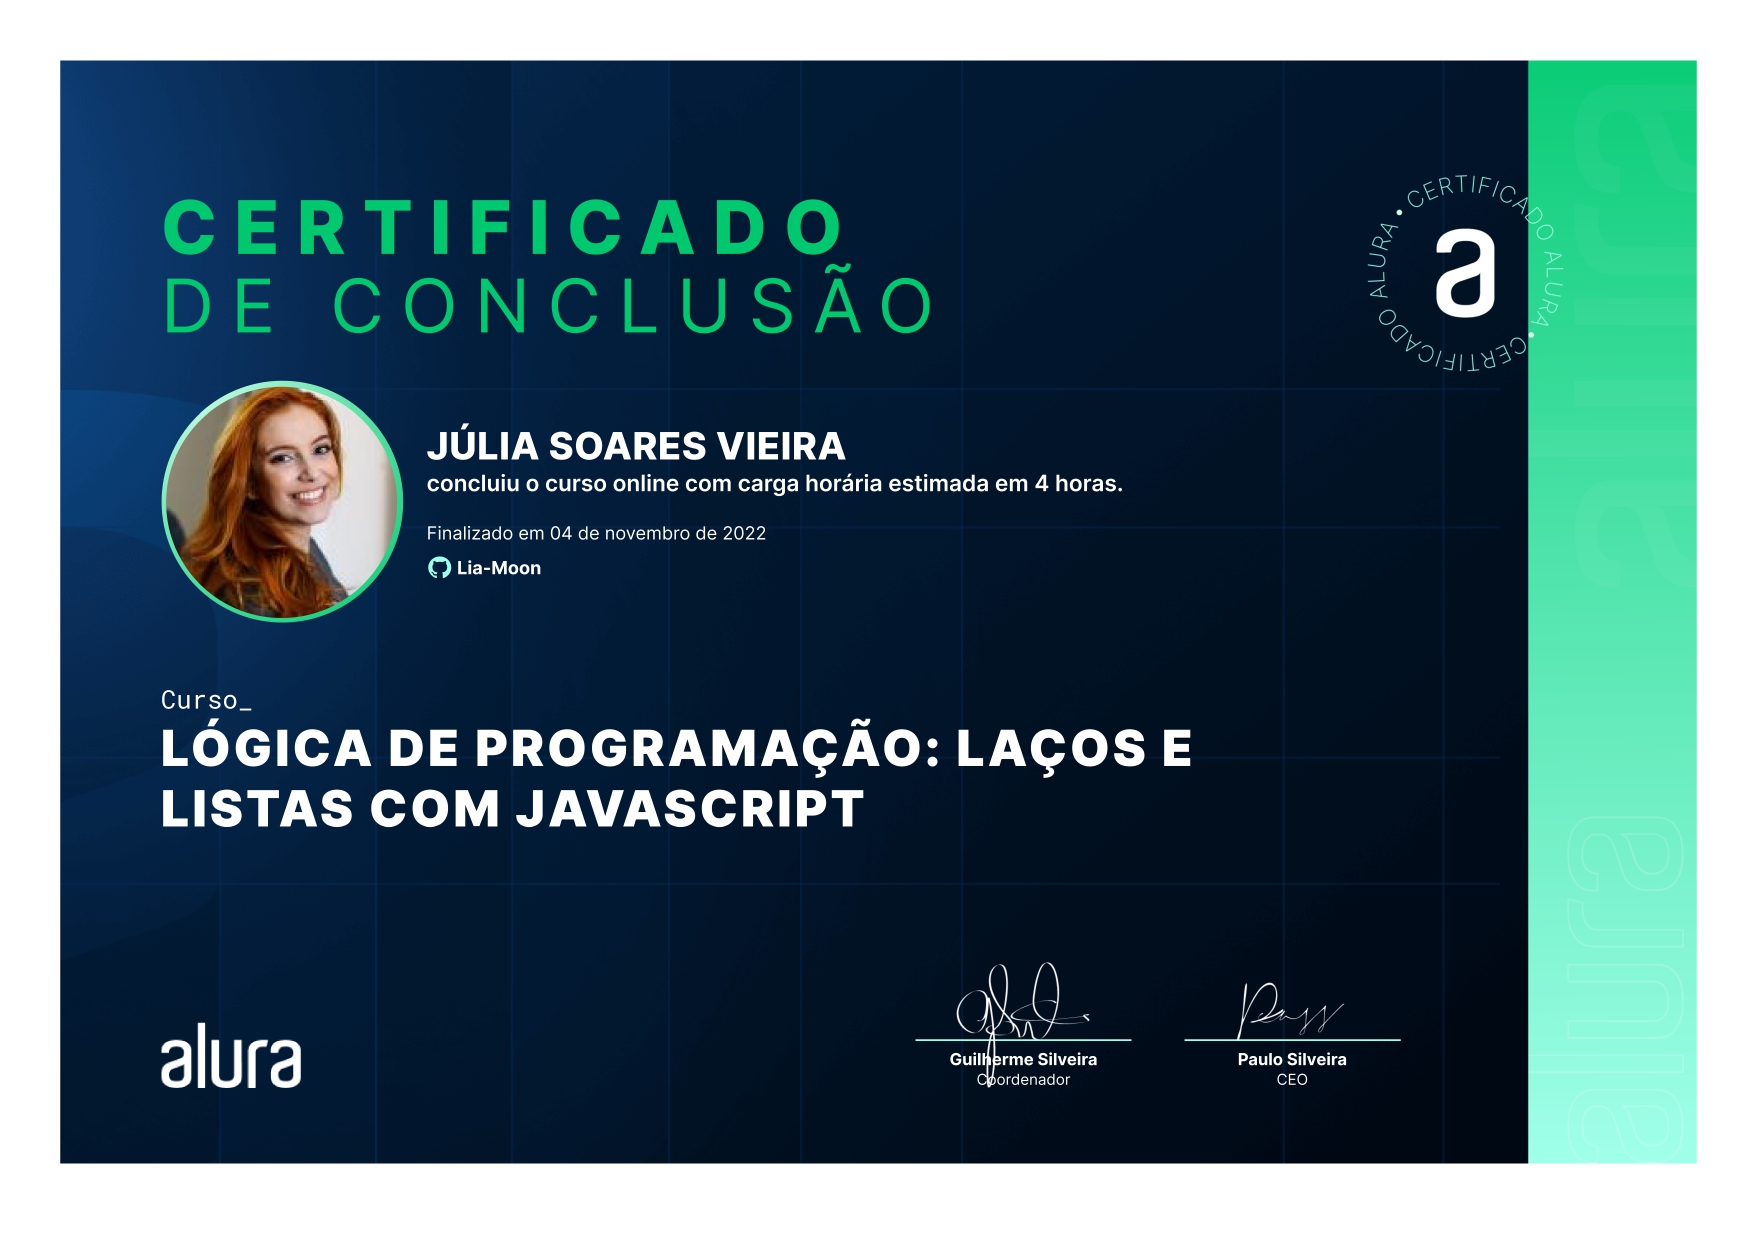 CERTIFICADO
DE CONCLUSÃO
CERTIFICADO ALURA • CERTIFICADO ALURA •
a
JÚLIA SOARES VIEIRA
concluiu o curso online com carga horária estimada em 4 horas.
Finalizado em 04 de novembro de 2022
Lia-Moon
Curso_
LÓGICA DE PROGRAMAÇÃO: LAÇOS E
LISTAS COM JAVASCRIPT
alura
Guilherme Silveira
Coordenador
Paulo Silveira
CEO
alura
alura